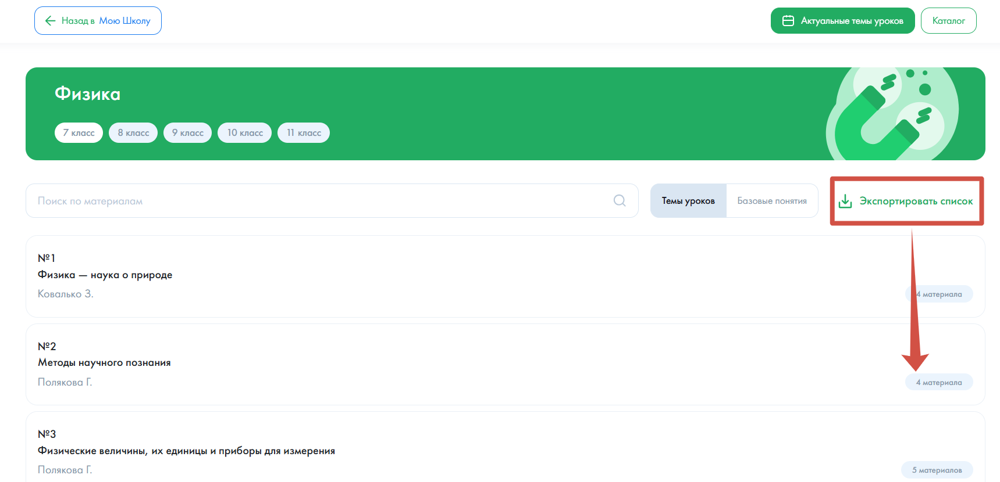 Назад в Мою Школу
Актуальные темы уроков
Каталог
Физика
7 класс
8 класс
9 класс
10 класс
11 класс
Поиск по материалам
Темы уроков
Базовые понятия
Экспортировать список
№1
Физика — наука о природе
Ковалько З.
4 материала
№2
Методы научного познания
Полякова Г.
4 материала
№3
Физические величины, их единицы и приборы для измерения
Полякова Г.
5 материалов